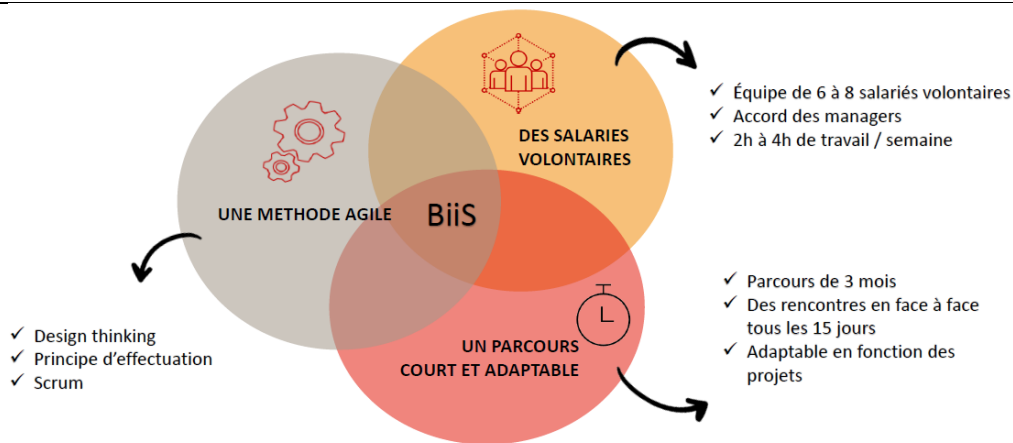 DES SALARIES
VOLONTAIRES
✓ Équipe de 6 à 8 salariés volontaires
✓ Accord des managers
✓ 2h à 4h de travail / semaine
UNE METHODE AGILE
BiiS
✓ Design thinking
✓ Principe d’effectuation
✓ Scrum
UN PARCOURS
COURT ET ADAPTABLE
✓ Parcours de 3 mois
✓ Des rencontres en face à face
tous les 15 jours
✓ Adaptable en fonction des
projets